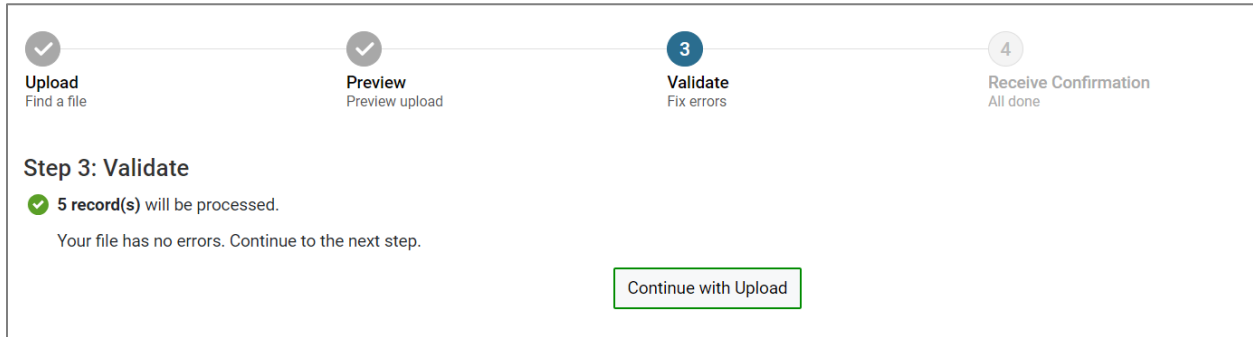 3
4
Upload
Preview
Validate
Receive Confirmation
Find a file
Preview upload
Fix errors
All done
Step 3: Validate
5 record(s) will be processed.
Your file has no errors. Continue to the next step.
Continue with Upload